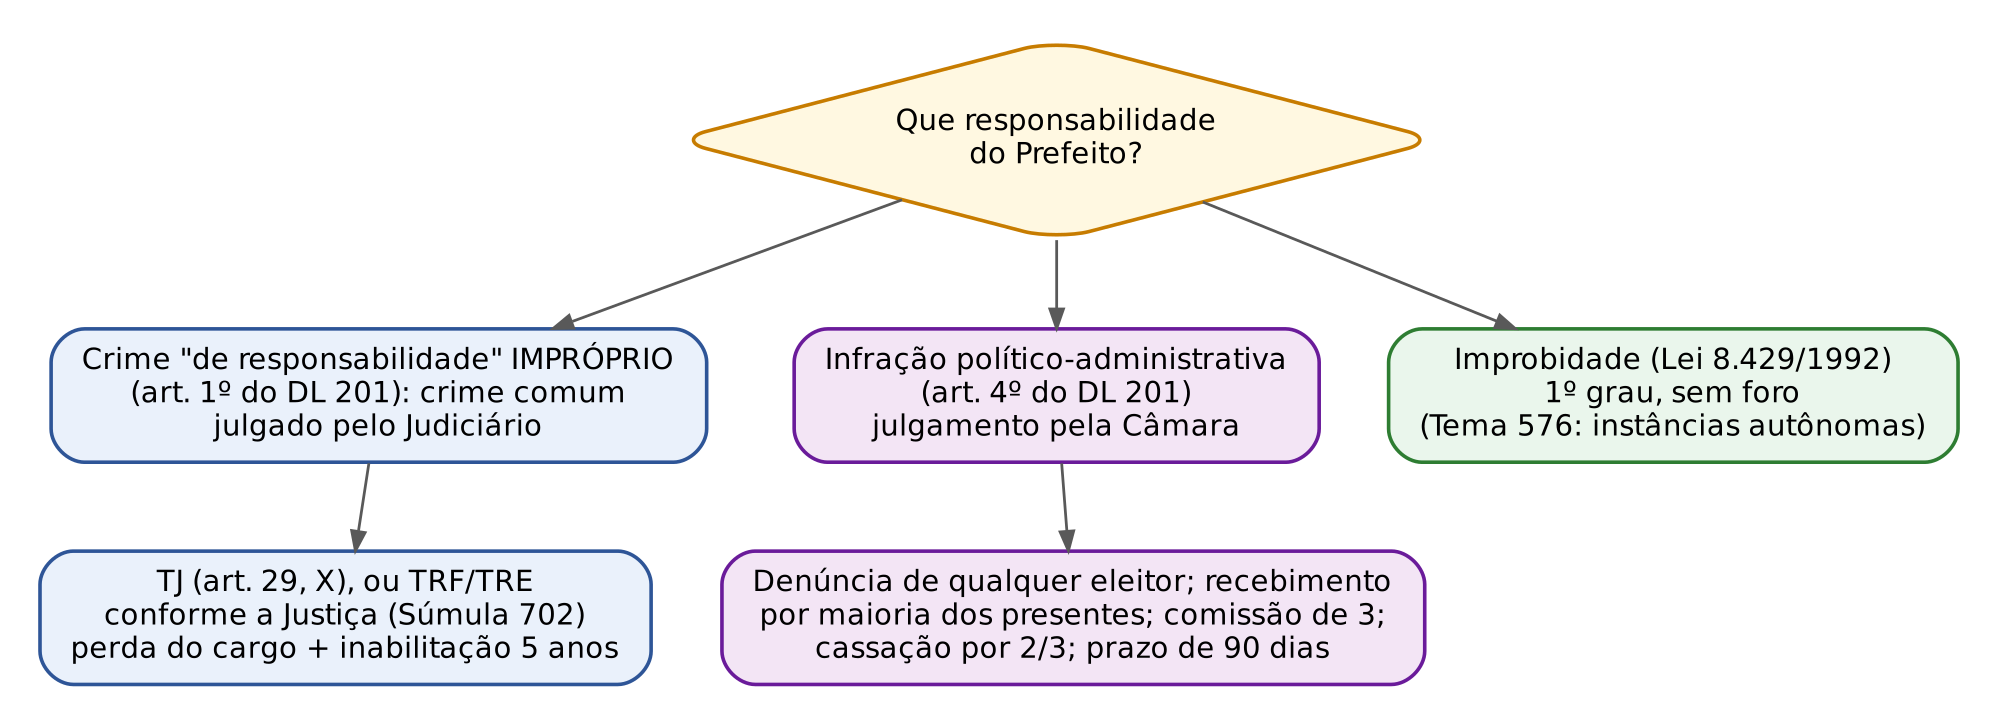 Que responsabilidade
do Prefeito?
Crime "de responsabilidade" IMPRÓPRIO
(art. 1º do DL 201): crime comum
julgado pelo Judiciário
Infração político-administrativa
(art. 4º do DL 201)
julgamento pela Câmara
Improbidade (Lei 8.429/1992)
1º grau, sem foro
(Tema 576: instâncias autônomas)
TJ (art. 29, X), ou TRF/TRE
conforme a Justiça (Súmula 702)
perda do cargo + inabilitação 5 anos
Denúncia de qualquer eleitor; recebimento
por maioria dos presentes; comissão de 3;
cassação por 2/3; prazo de 90 dias